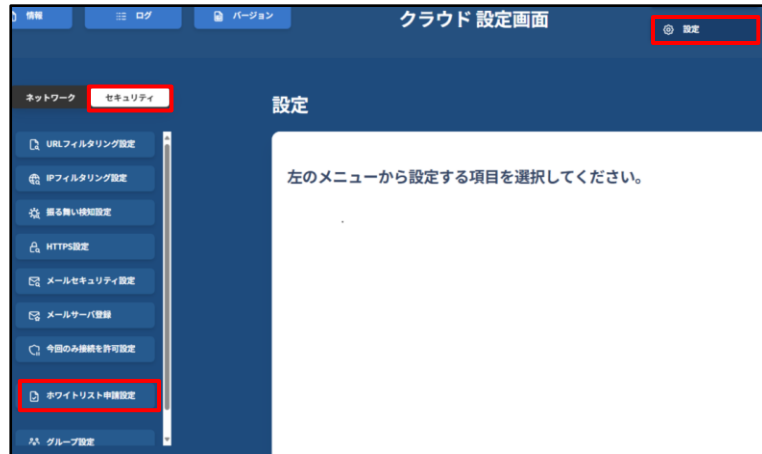 情報
ログ
バージョン
クラウド 設定画面
設定
ネットワーク
セキュリティ
設定
URLフィルタリング設定
IPフィルタリング設定
振る舞い検知設定
HTTPS設定
メールセキュリティ設定
メールサーバ登録
今回のみ接続を許可設定
ホワイトリスト申請設定
グループ設定
左のメニューから設定する項目を選択してください。